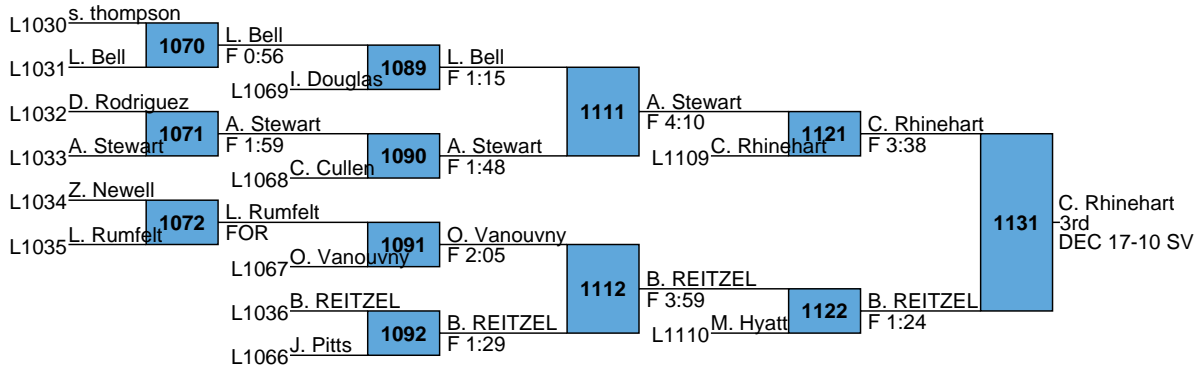 s. thompson
L1030
1070
L. Bell
F 0:56
L1031
L. Bell
1089
L. Bell
F 1:15
L1069
I. Douglas
1111
D. Rodriguez
L1032
1071
A. Stewart
F 1:59
L1033
A. Stewart
1090
A. Stewart
F 1:48
L1068
C. Cullen
A. Stewart
F 4:10
1121
L1109
C. Rhinehart
C. Rhinehart
F 3:38
Z. Newell
L1034
1072
L. Rumfelt
FOR
L1035
L. Rumfelt
1091
O. Vanouvny
F 2:05
L1067
O. Vanouvny
1112
B. REITZEL
L1036
1092
B. REITZEL
F 1:29
L1066
J. Pitts
B. REITZEL
F 3:59
1122
L1110
M. Hyatt
B. REITZEL
F 1:24
1131
C. Rhinehart
3rd
DEC 17-10 SV